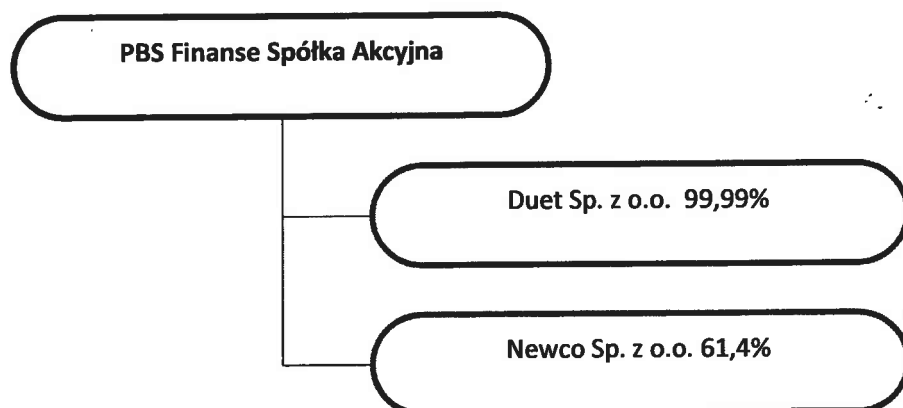 PBS Finanse Spółka Akcyjna
Duet Sp. z o.o. 99,99%
Newco Sp. z o.o. 61,4%